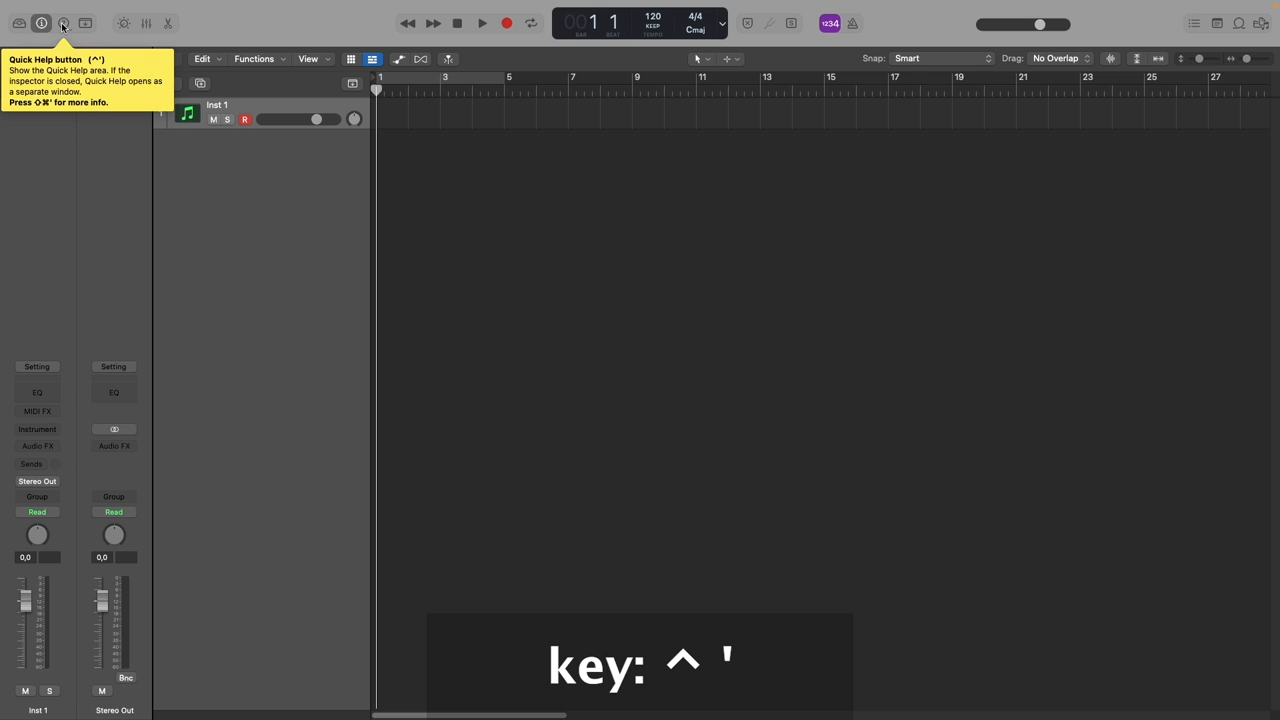 Quick Help button (^')
Show the Quick Help area. If the
inspector is closed, Quick Help opens as
a separate window.
Press ⇧⌘' for more info.
00 1 1
BAR BEAT
120
KEEP
TEMPO
4/4
Cmaj
1234
Edit Functions View
Snap: Smart
Drag: No Overlap
1 3 5 7 9 11 13 15 17 19 21 23 25 27
1
Inst 1
M S R
Setting Setting
EQ EQ
MIDI FX
Instrument
Audio FX Audio FX
Sends
Stereo Out
Group Group
Read Read
0,0 0,0
Bnc
M S M
Inst 1 Stereo Out
key: ^ '